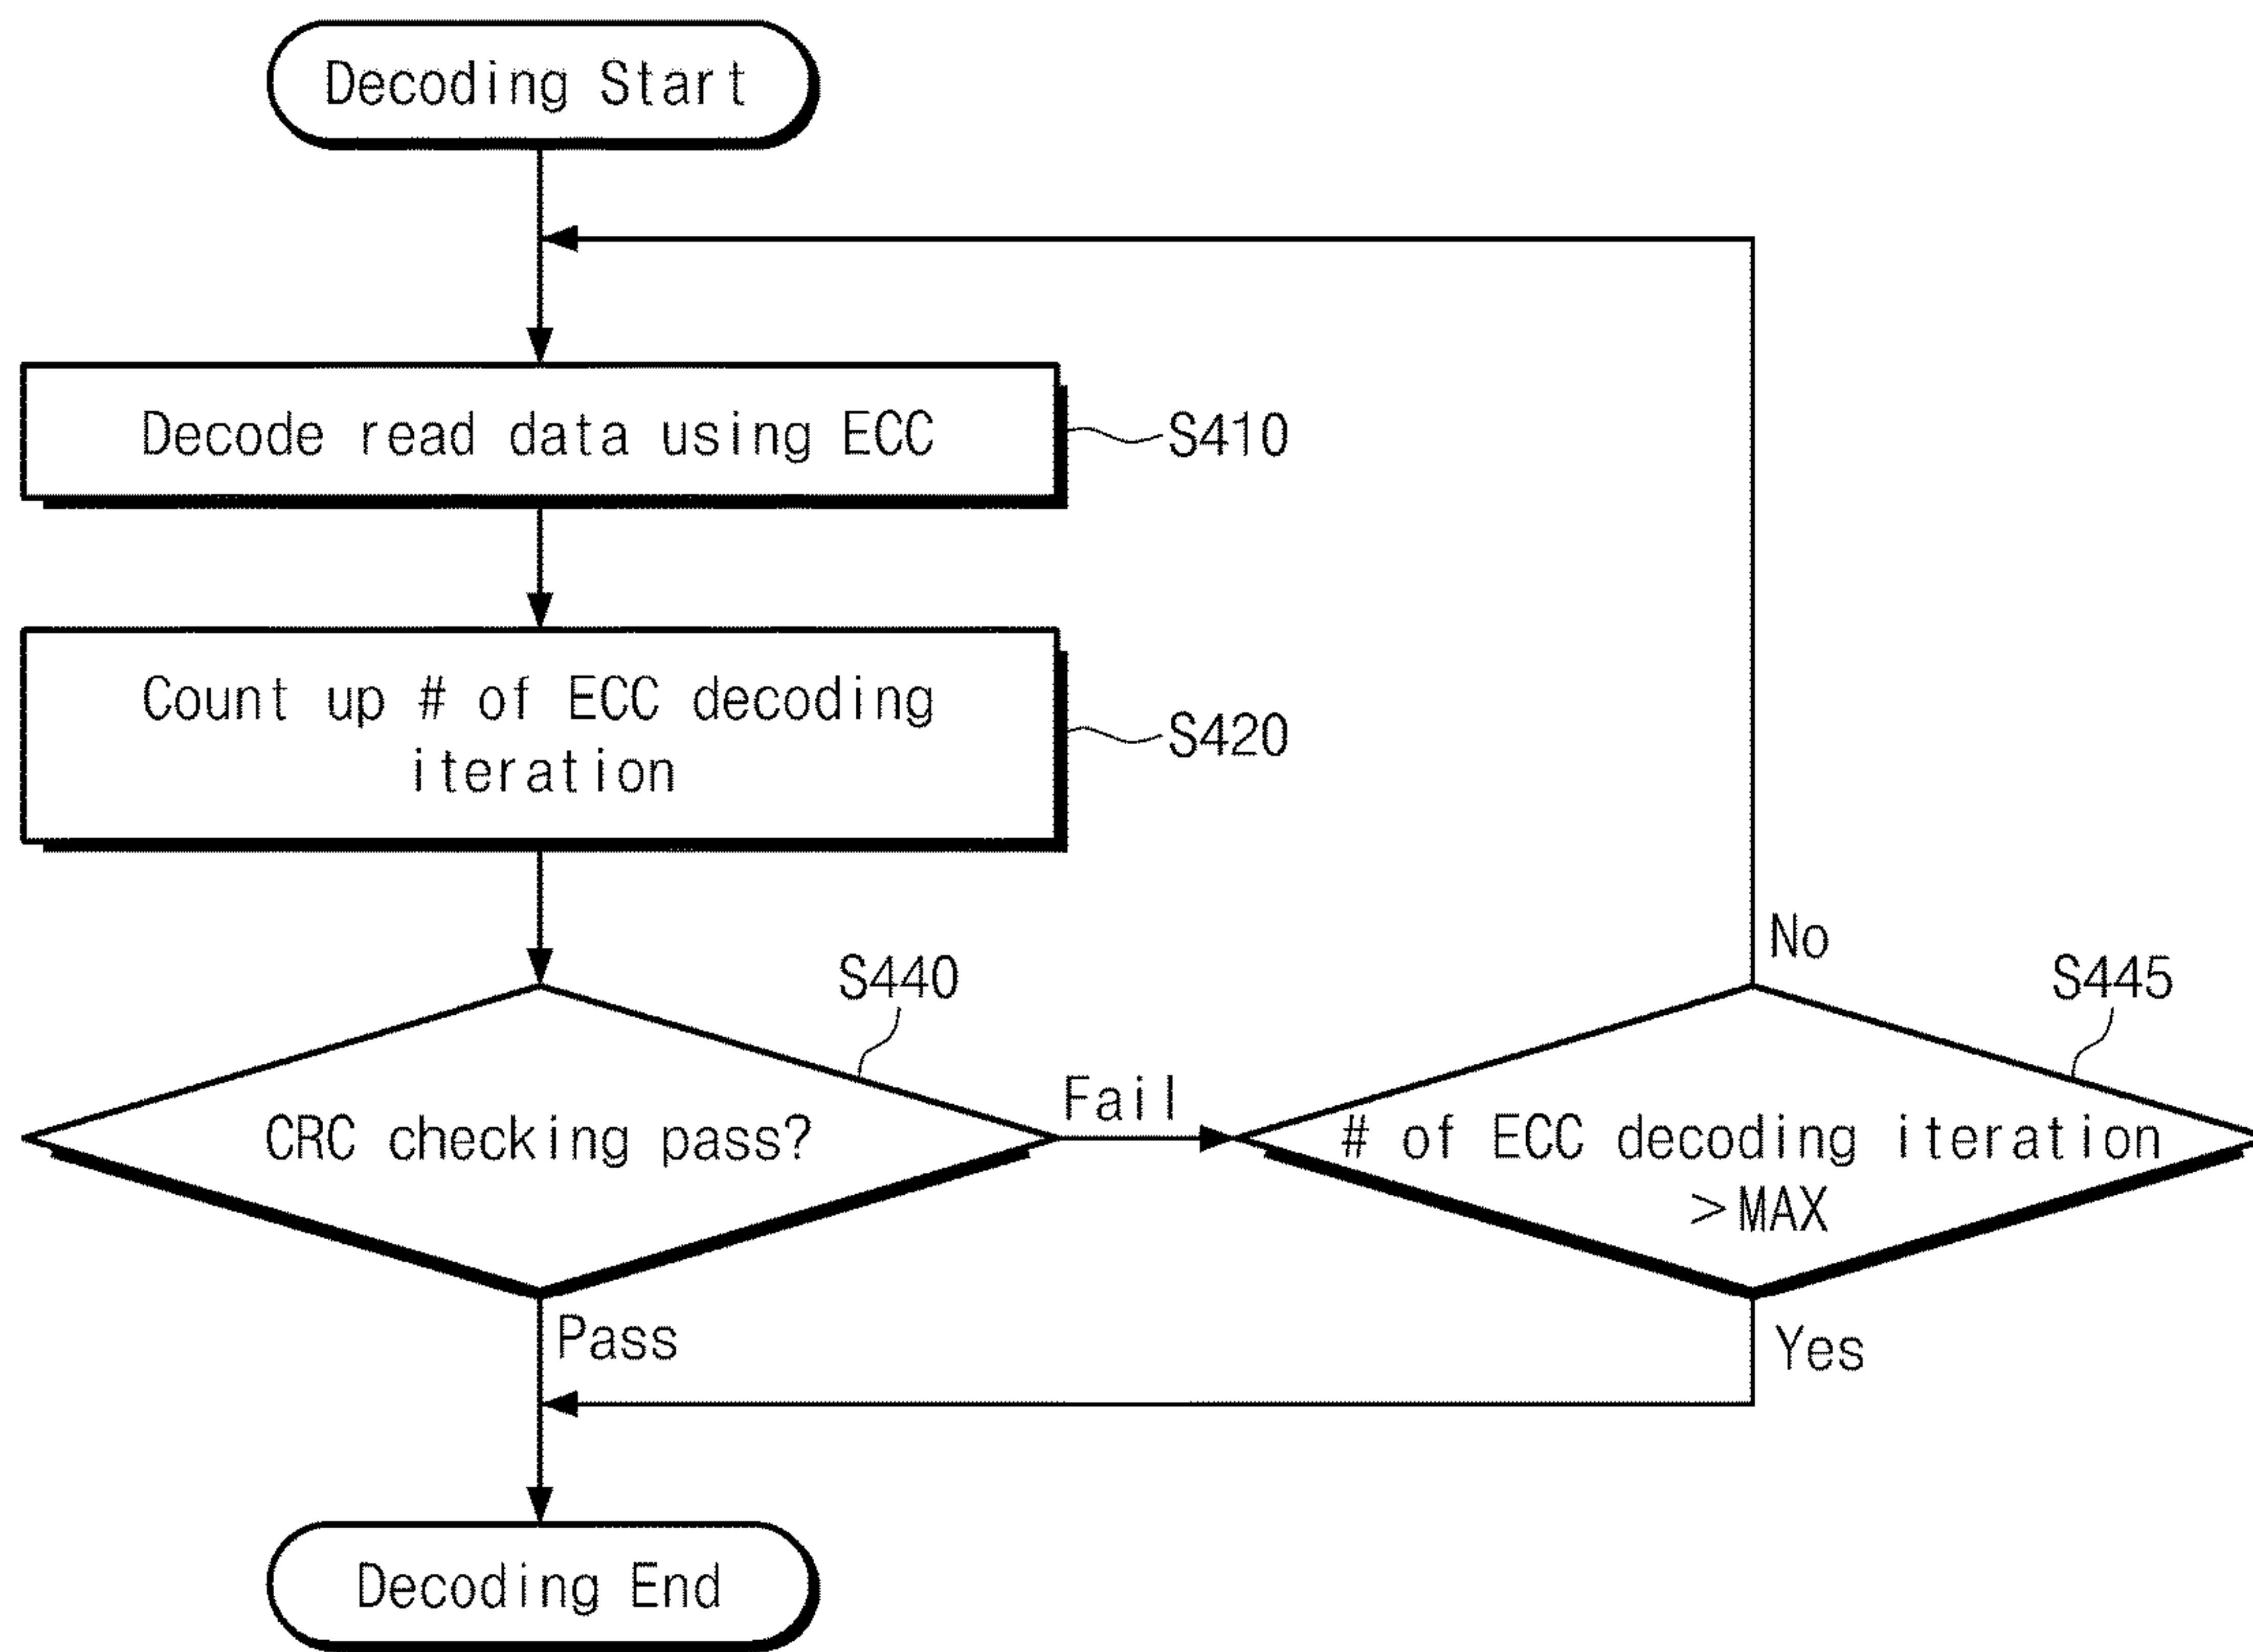 Decoding Start
Decode read data using ECC
S410
Count up # of ECC decoding
iteration
S420
No
S440
S445
CRC checking pass?
Fail
# of ECC decoding iteration
>MAX
Pass
Yes
Decoding End